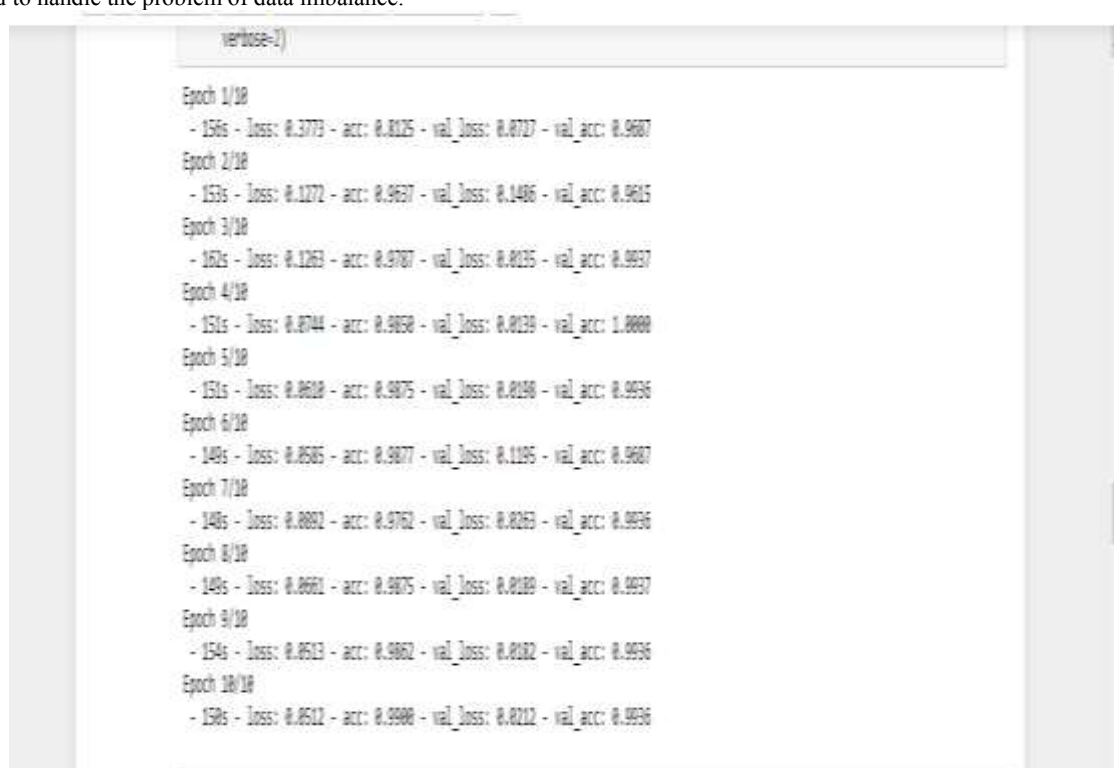 to handle the problem of data imbalance.
verbose=2)
Epoch 1/10
- 156s - loss: 0.3773 - acc: 0.8125 - val_loss: 0.0727 - val_acc: 0.9687
Epoch 2/10
- 153s - loss: 0.1272 - acc: 0.9637 - val_loss: 0.1486 - val_acc: 0.9615
Epoch 3/10
- 162s - loss: 0.1263 - acc: 0.9787 - val_loss: 0.0135 - val_acc: 0.9937
Epoch 4/10
- 151s - loss: 0.0744 - acc: 0.9850 - val_loss: 0.0139 - val_acc: 1.0000
Epoch 5/10
- 151s - loss: 0.0610 - acc: 0.9875 - val_loss: 0.0198 - val_acc: 0.9936
Epoch 6/10
- 149s - loss: 0.0585 - acc: 0.9877 - val_loss: 0.1195 - val_acc: 0.9687
Epoch 7/10
- 148s - loss: 0.0892 - acc: 0.9762 - val_loss: 0.0263 - val_acc: 0.9936
Epoch 8/10
- 149s - loss: 0.0661 - acc: 0.9875 - val_loss: 0.0189 - val_acc: 0.9937
Epoch 9/10
- 154s - loss: 0.0513 - acc: 0.9862 - val_loss: 0.0182 - val_acc: 0.9936
Epoch 10/10
- 150s - loss: 0.0512 - acc: 0.9900 - val_loss: 0.0212 - val_acc: 0.9936